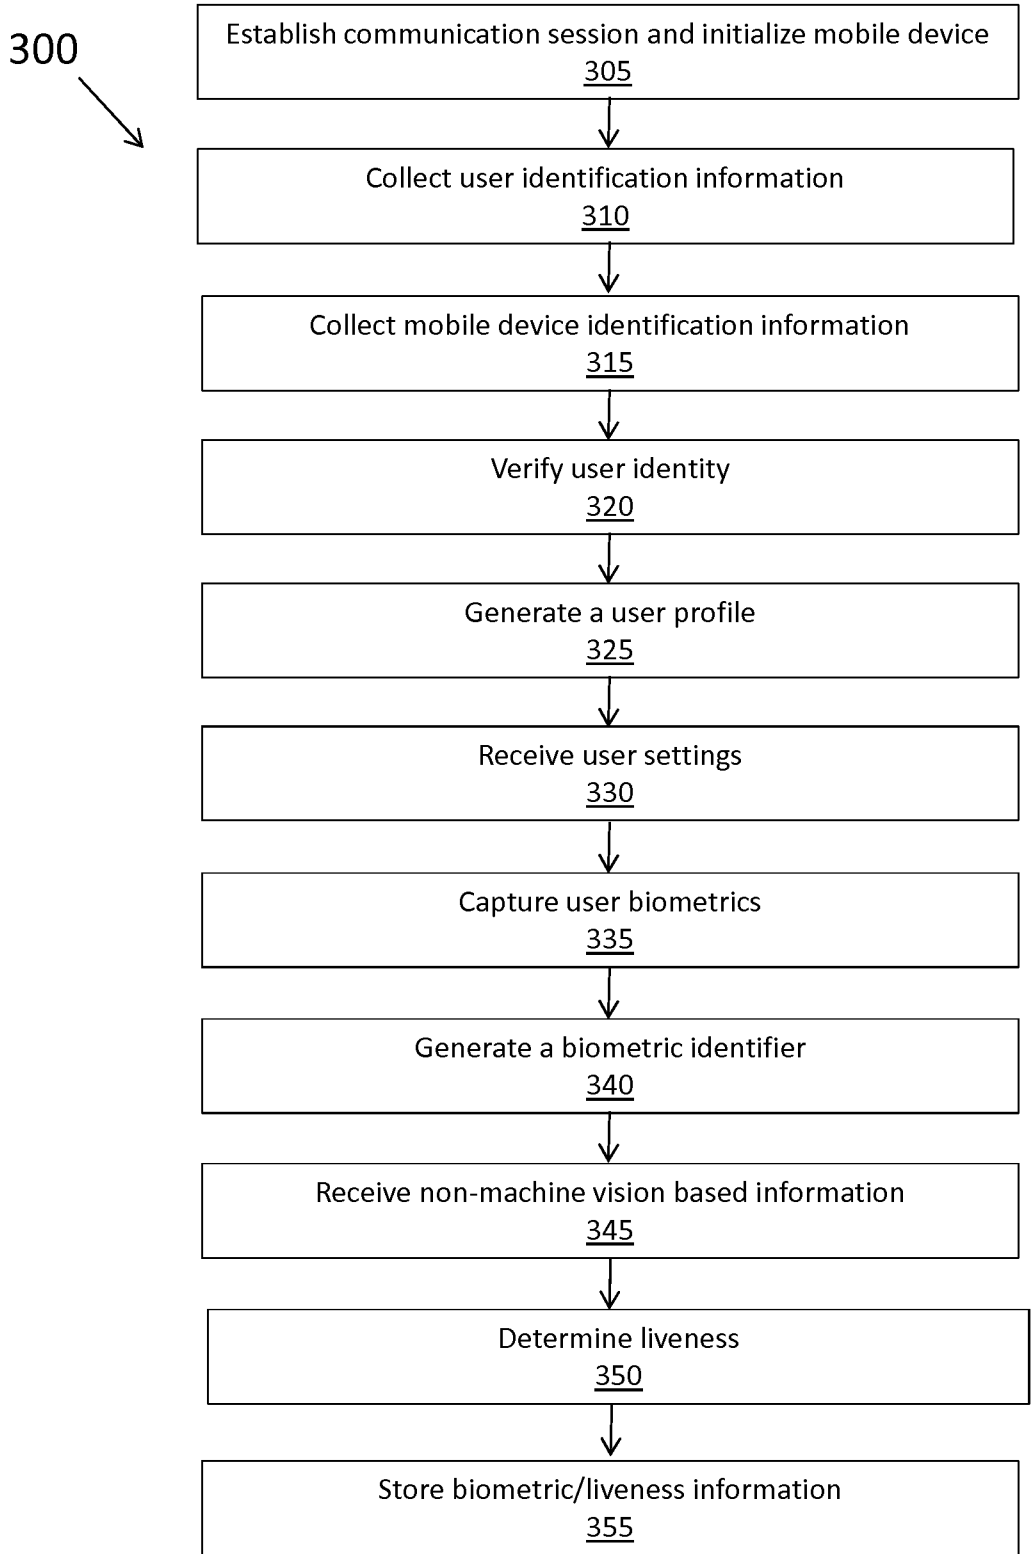 300
Establish communication session and initialize mobile device
305
Collect user identification information
310
Collect mobile device identification information
315
Verify user identity
320
Generate a user profile
325
Receive user settings
330
Capture user biometrics
335
Generate a biometric identifier
340
Receive non-machine vision based information
345
Determine liveness
350
Store biometric/liveness information
355